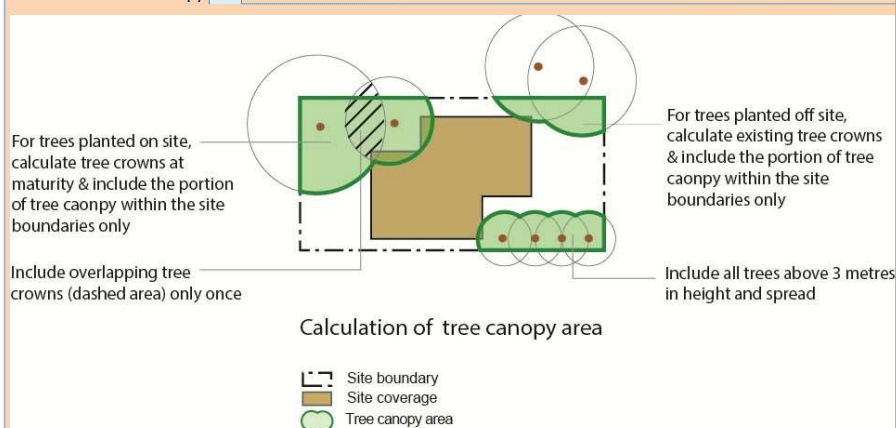 For trees planted on site,
calculate tree crowns at
maturity & include the portion
of tree caonpy within the site
boundaries only
Include overlapping tree
crowns (dashed area) only once
For trees planted off site,
calculate existing tree crowns
& include the portion of tree
caonpy within the site
boundaries only
Include all trees above 3 metres
in height and spread
Calculation of tree canopy area
Site boundary
Site coverage
Tree canopy area